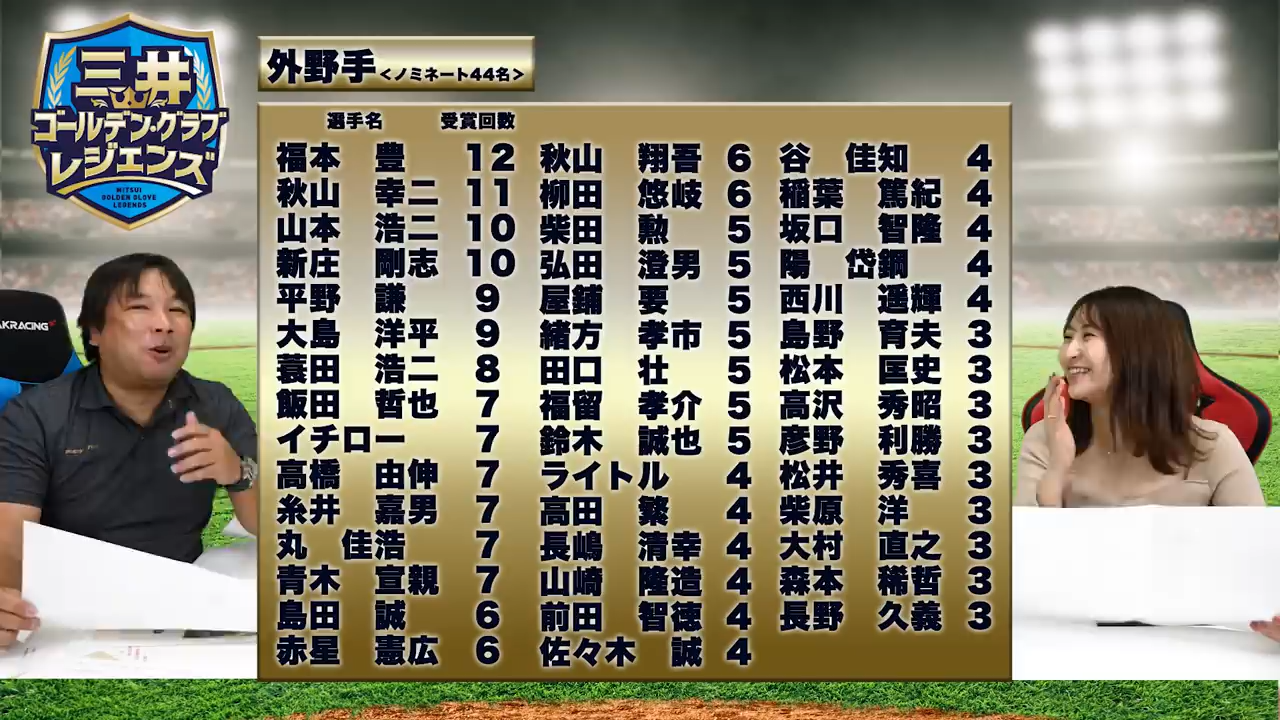 三井
ゴールデン・グラブ
レジェンズ
MITSUI
GOLDEN GLOVE
LEGENDS
外野手<ノミネート44名>
選手名 受賞回数
福本 豊 12
秋山 幸二 11
山本 浩二 10
新庄 剛志 10
平野 謙 9
大島 洋平 9
蓑田 浩二 8
飯田 哲也 7
イチロー 7
高橋 由伸 7
糸井 嘉男 7
丸 佳浩 7
青木 宣親 7
島田 誠 6
赤星 憲広 6
秋山 翔吾 6
柳田 悠岐 6
柴田 勲 5
弘田 澄男 5
屋鋪 要 5
緒方 孝市 5
田口 壮 5
福留 孝介 5
鈴木 誠也 5
ライトル 4
高田 繁 4
長嶋 清幸 4
山崎 隆造 4
前田 智徳 4
佐々木 誠 4
谷 佳知 4
稲葉 篤紀 4
坂口 智隆 4
陽 岱鋼 4
西川 遥輝 4
島野 育夫 3
松本 匡史 3
高沢 秀昭 3
彦野 利勝 3
松井 秀喜 3
柴原 洋 3
大村 直之 3
森本 稀哲 3
長野 久義 3
AKRACING